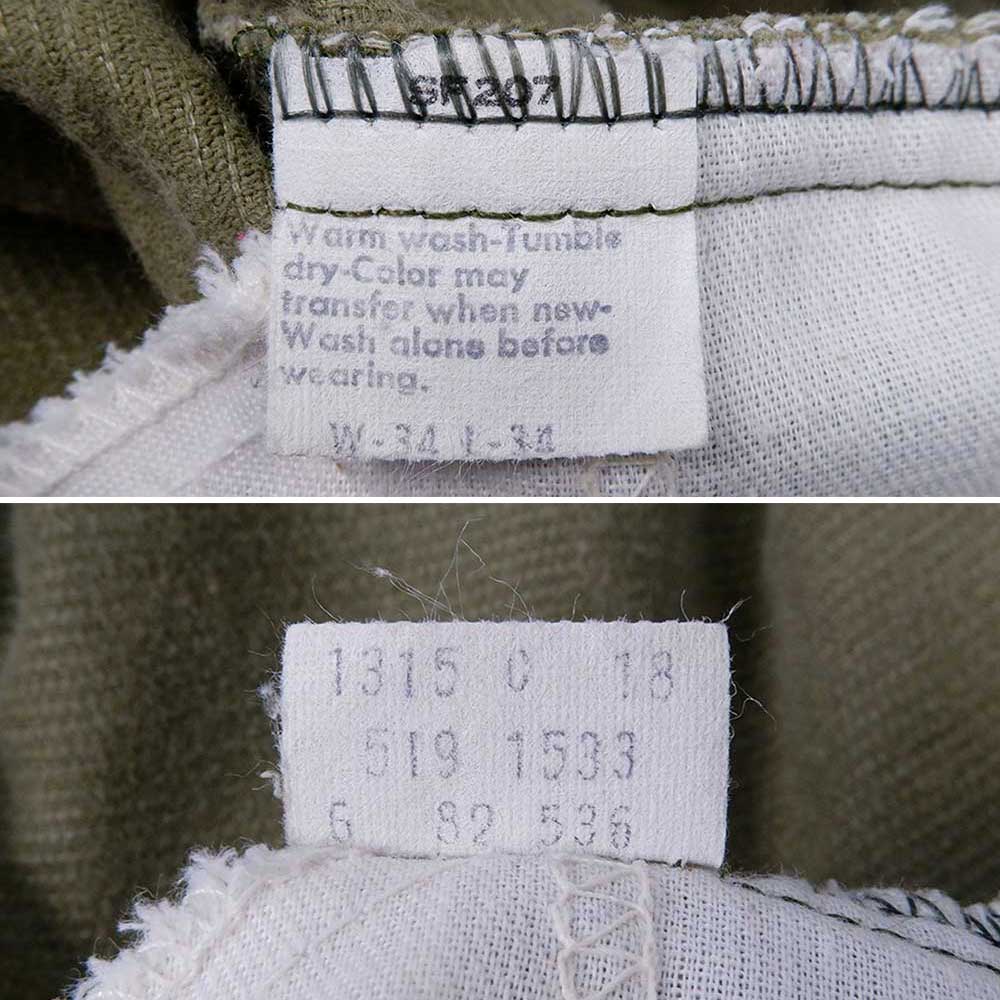 SF207
Warm wash-Tumble
dry-Color may
transfer when new-
Wash alone before
wearing.
W-34 L-34
1315 0 18
519 1533
6 82 536